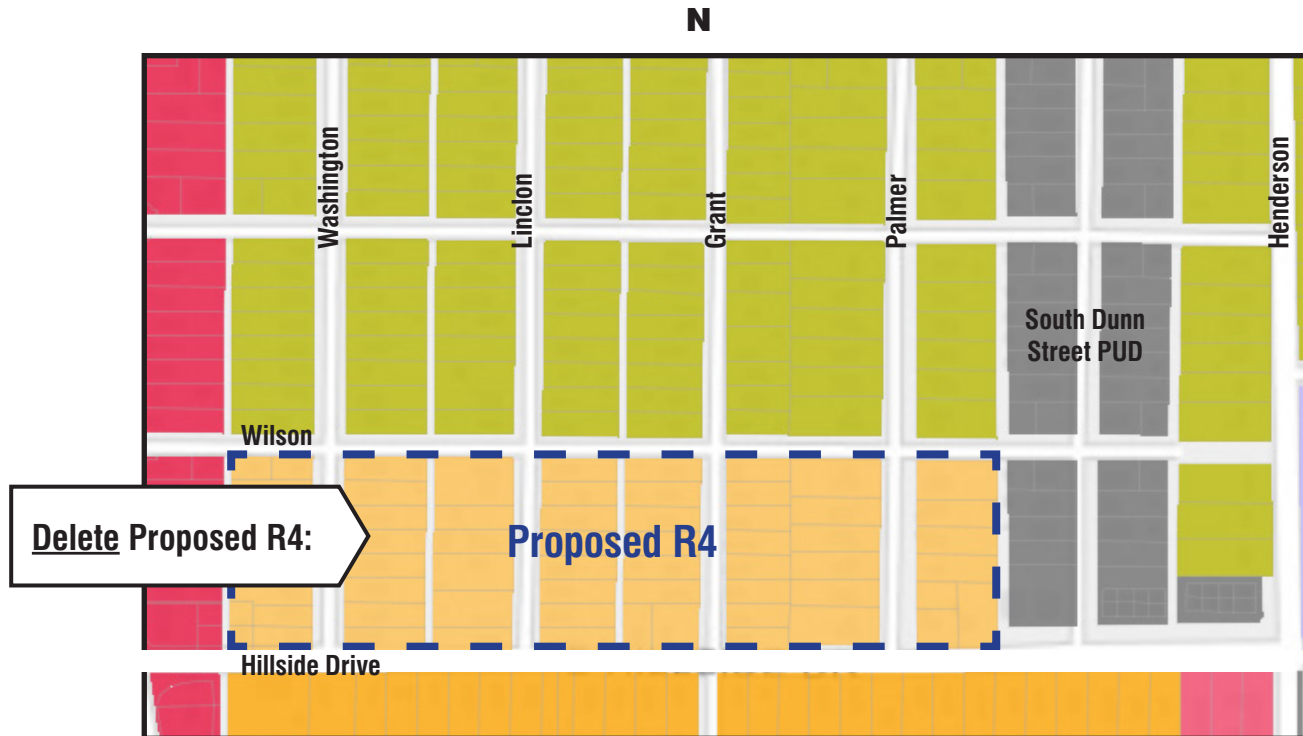 N
Washington
Linclon
Grant
Palmer
Henderson
South Dunn
Street PUD
Wilson
Delete Proposed R4:
Proposed R4
Hillside Drive